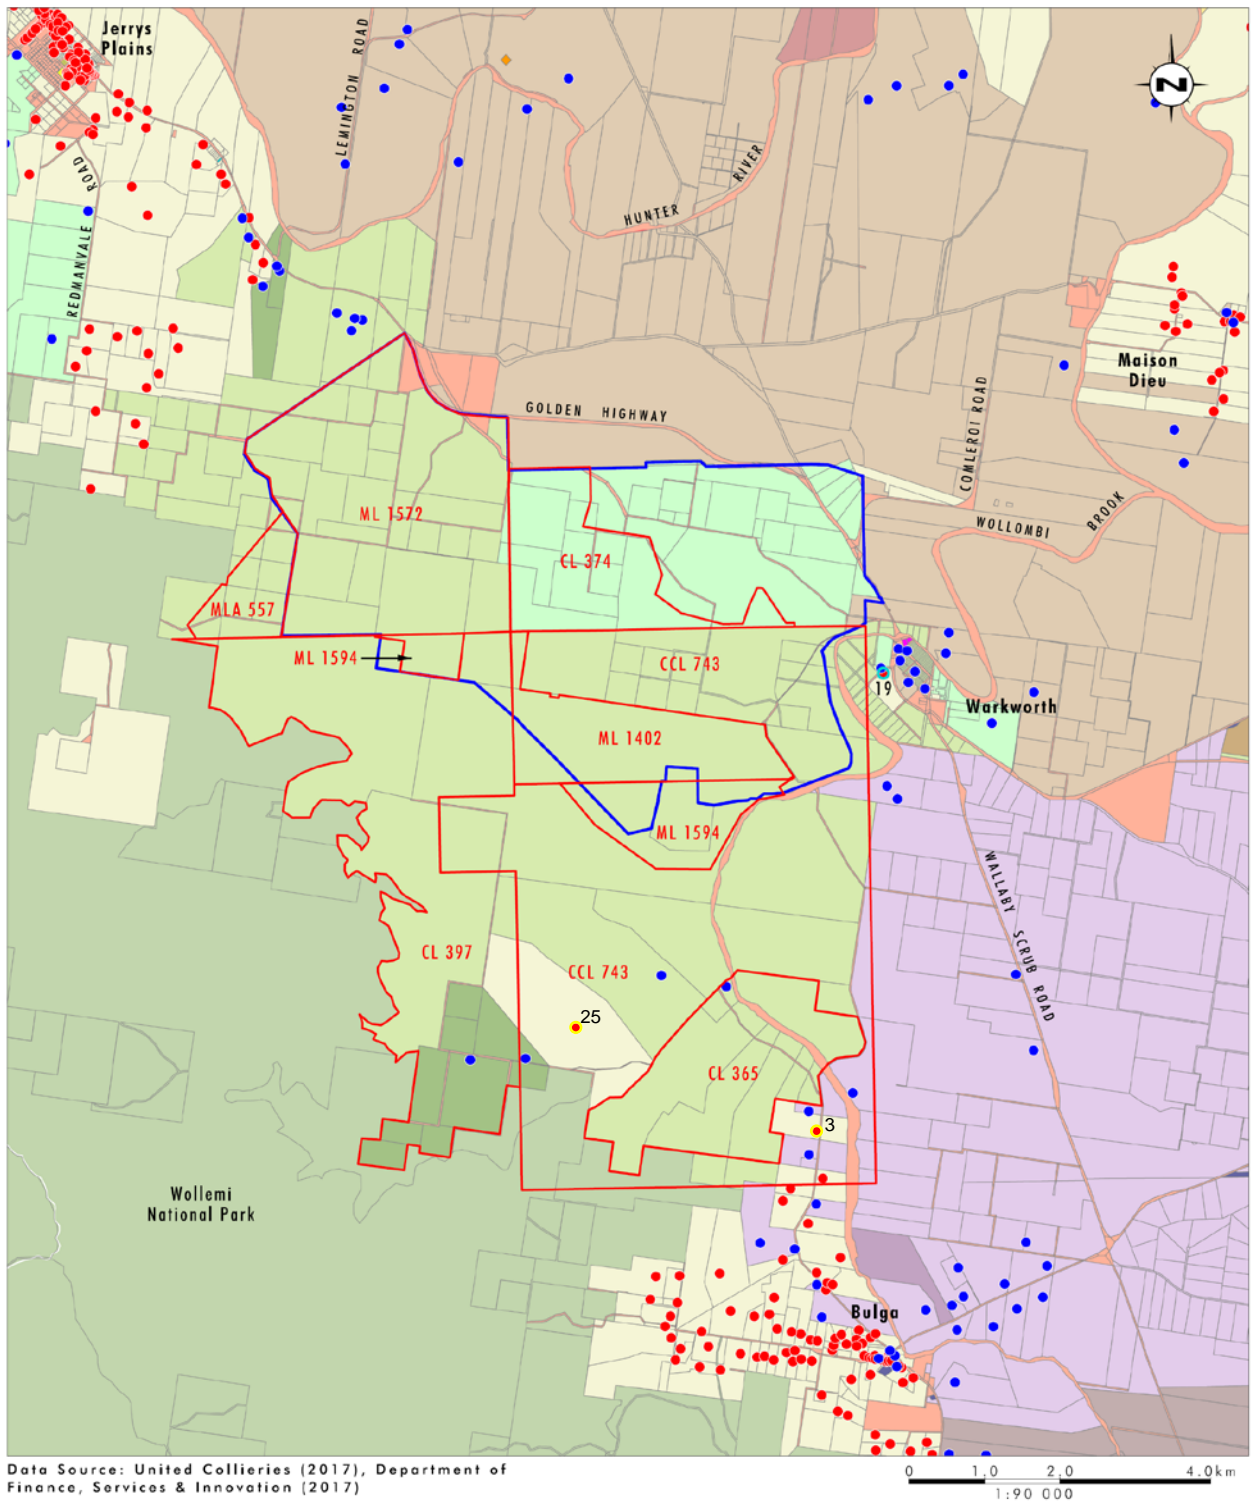 Jerrys
Plains
LEMINGTON ROAD
N
HUNTER
RIVER
REDMANVALE ROAD
Maison
Dieu
GOLDEN HIGHWAY
COMLEROI ROAD
WOLLOMBI
BROOK
ML 1572
CL 374
MLA 557
ML 1594
CCL 743
19
Warkworth
ML 1402
ML 1594
WALLABY SCRUB ROAD
CL 397
CCL 743
25
CL 365
3
Wollemi
National Park
Bulga
Data Source: United Collieries (2017), Department of
Finance, Services & Innovation (2017)
0 1,0 2,0 4.0km
1:90 000